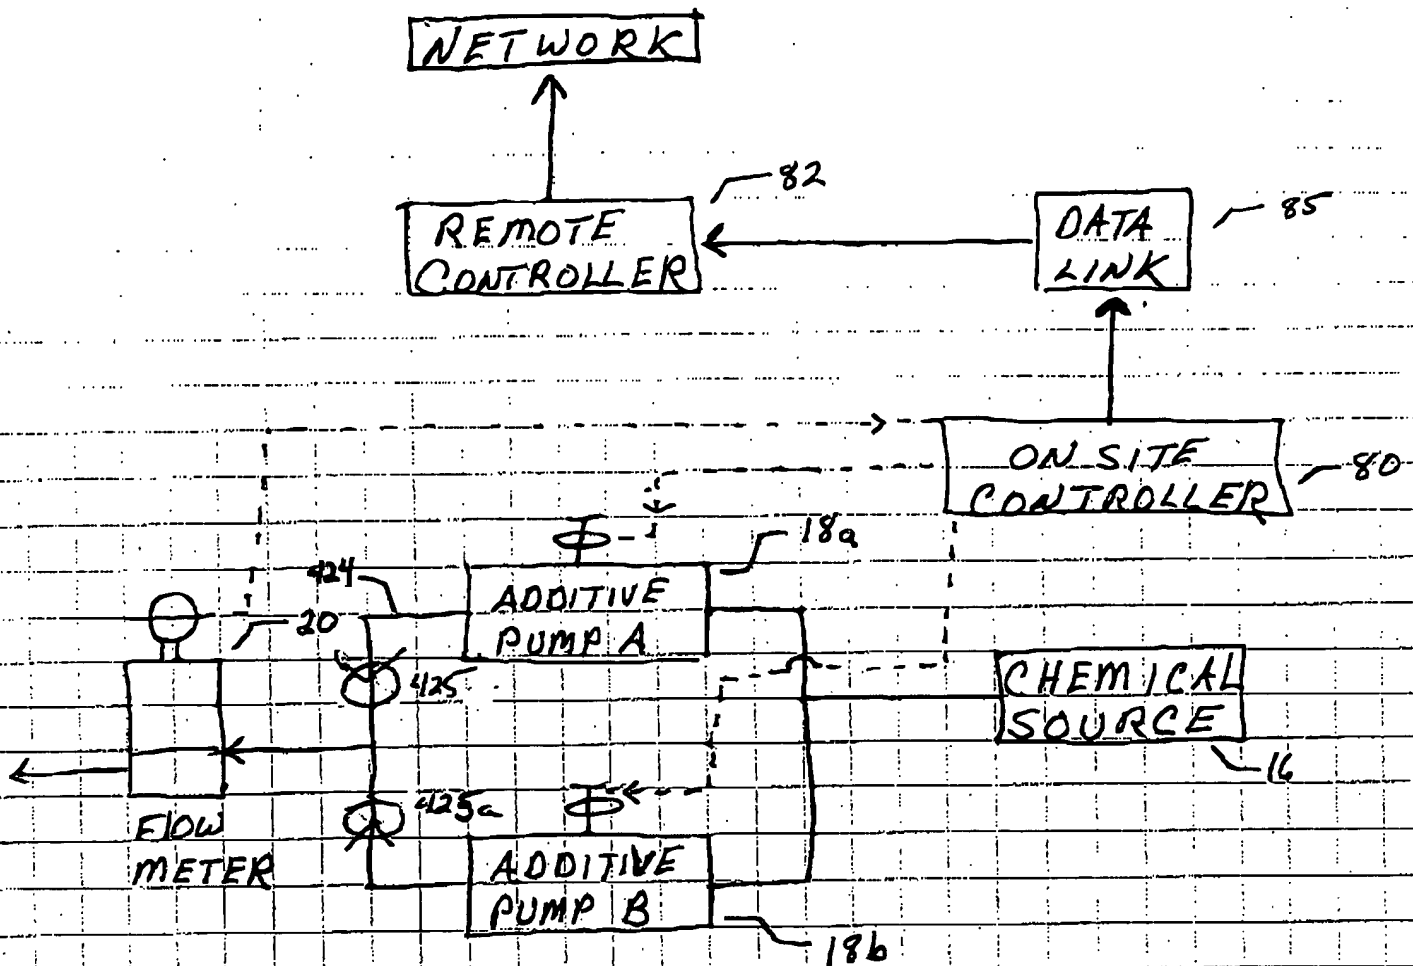 NETWORK
82
REMOTE
CONTROLLER
DATA
LINK
85
ON SITE
CONTROLLER
80
18a
424
ADDITIVE
PUMP A
20
425
CHEMICAL
SOURCE
16
425a
FLOW
METER
ADDITIVE
PUMP B
18b